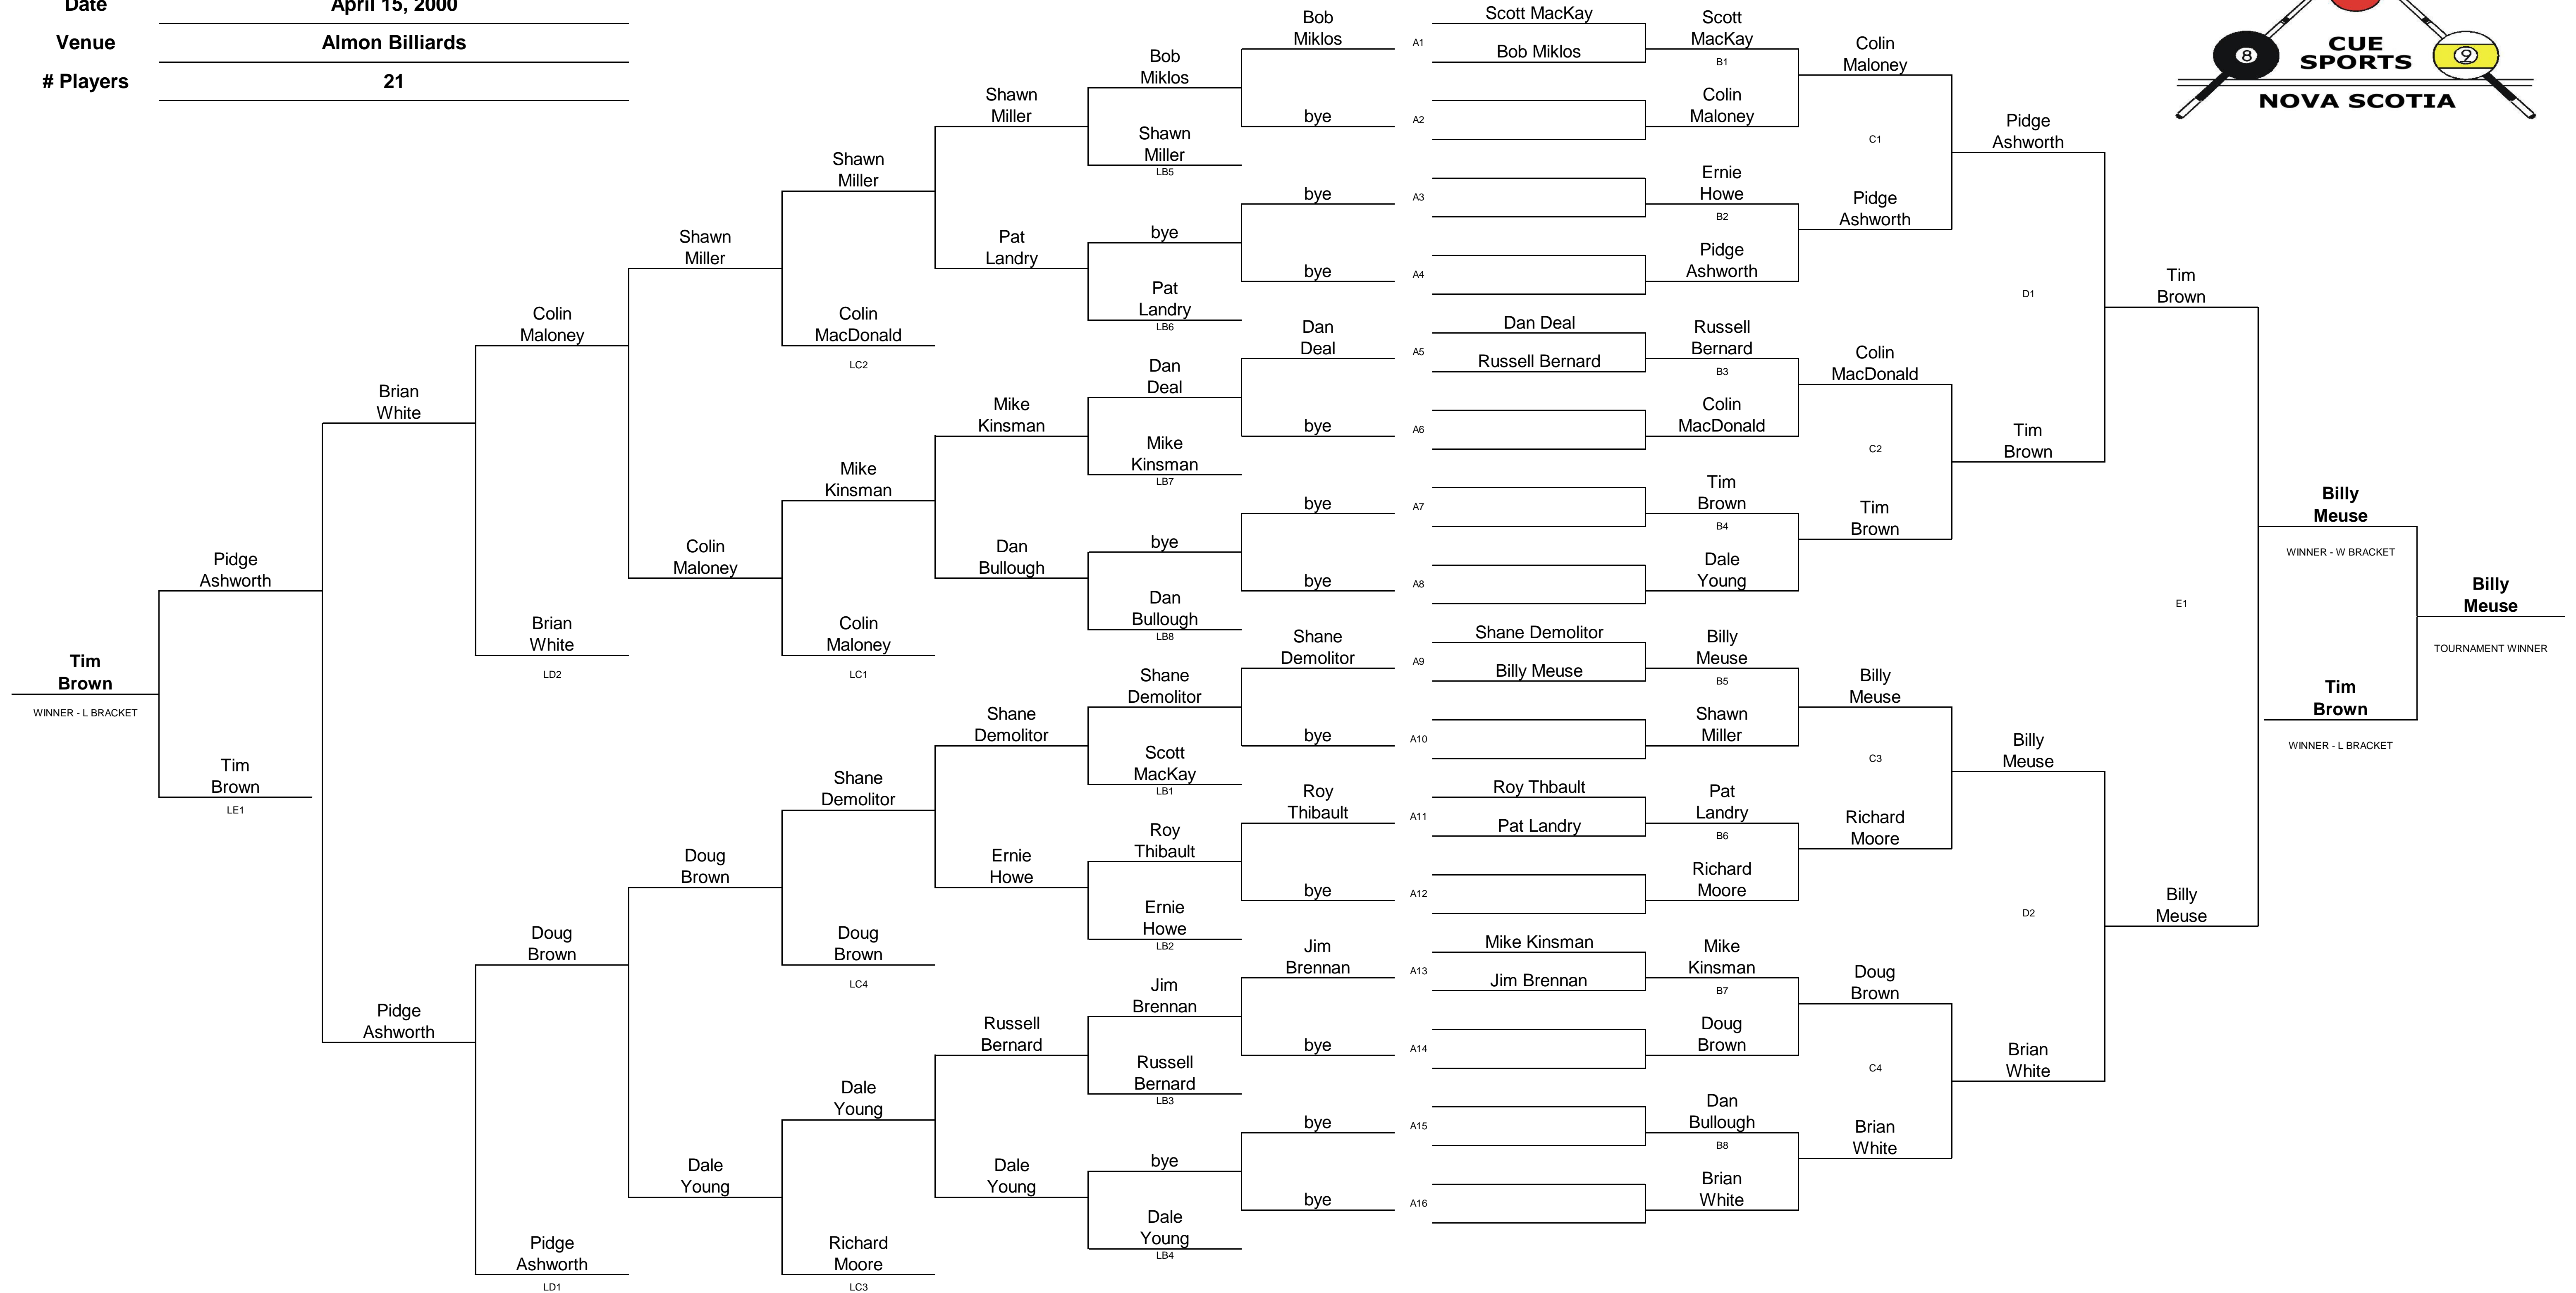 Date
April 15, 2000
Venue
Almon Billiards
# Players
21
CUE
SPORTS
NOVA SCOTIA
8
9
Tim
Brown
WINNER - L BRACKET
Pidge
Ashworth
Tim
Brown
LE1
Brian
White
Pidge
Ashworth
Colin
Maloney
Brian
White
LD2
Doug
Brown
Pidge
Ashworth
LD1
Shawn
Miller
Colin
Maloney
Doug
Brown
Dale
Young
Shawn
Miller
Colin
MacDonald
LC2
Mike
Kinsman
Colin
Maloney
LC1
Shane
Demolitor
Doug
Brown
LC4
Dale
Young
Richard
Moore
LC3
Shawn
Miller
Pat
Landry
Mike
Kinsman
Dan
Bullough
Shane
Demolitor
Ernie
Howe
Russell
Bernard
Dale
Young
Bob
Miklos
Shawn
Miller
LB5
bye
Pat
Landry
LB6
Dan
Deal
Mike
Kinsman
LB7
bye
Dan
Bullough
LB8
Shane
Demolitor
Scott
MacKay
LB1
Roy
Thibault
Ernie
Howe
LB2
Jim
Brennan
Russell
Bernard
LB3
bye
Dale
Young
LB4
Bob
Miklos
bye
bye
bye
Dan
Deal
bye
bye
bye
Shane
Demolitor
bye
Roy
Thibault
bye
Jim
Brennan
bye
bye
bye
A1
A2
A3
A4
A5
A6
A7
A8
A9
A10
A11
A12
A13
A14
A15
A16
Scott MacKay
Bob Miklos
Dan Deal
Russell Bernard
Shane Demolitor
Billy Meuse
Roy Thbault
Pat Landry
Mike Kinsman
Jim Brennan
Scott
MacKay
B1
Colin
Maloney
Ernie
Howe
B2
Pidge
Ashworth
Russell
Bernard
B3
Colin
MacDonald
Tim
Brown
B4
Dale
Young
Billy
Meuse
B5
Shawn
Miller
Pat
Landry
B6
Richard
Moore
Mike
Kinsman
B7
Doug
Brown
Dan
Bullough
B8
Brian
White
Colin
Maloney
C1
Pidge
Ashworth
Colin
MacDonald
C2
Tim
Brown
Billy
Meuse
C3
Richard
Moore
Doug
Brown
C4
Brian
White
Pidge
Ashworth
D1
Tim
Brown
Billy
Meuse
D2
Brian
White
Tim
Brown
E1
Billy
Meuse
Billy
Meuse
WINNER - W BRACKET
Tim
Brown
WINNER - L BRACKET
Billy
Meuse
TOURNAMENT WINNER